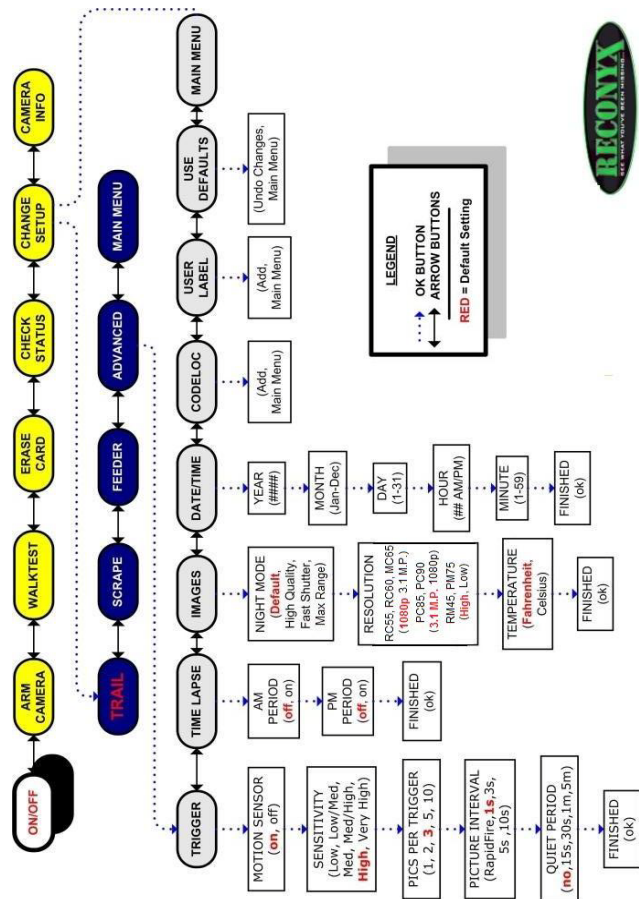 ON/OFF
ARM
CAMERA
WALKTEST
ERASE
CARD
CHECK
STATUS
CHANGE
SETUP
CAMERA
INFO
TRAIL
SCRAPE
FEEDER
ADVANCED
MAIN MENU
TRIGGER
TIME LAPSE
IMAGES
DATE/TIME
CODELOC
USER
LABEL
USE
DEFAULTS
MAIN MENU
MOTION SENSOR
(on, off)
SENSITIVITY
(Low, Low/Med,
Med, Med/High,
High, Very High)
PICS PER TRIGGER
(1, 2, 3, 5, 10)
PICTURE INTERVAL
(RapidFire,1s,3s,
5s ,10s)
QUIET PERIOD
(no,15s,30s,1m,5m)
FINISHED
(ok)
AM
PERIOD
(off, on)
PM
PERIOD
(off, on)
FINISHED
(ok)
NIGHT MODE
(Default,
High Quality,
Fast Shutter,
Max Range)
RESOLUTION
RC55, RC60, MC65
(1080p 3.1 M.P.)
PC85, PC90
(3.1 M.P. 1080p)
RM45, PM75
(High, Low)
TEMPERATURE
(Fahrenheit,
Celsius)
FINISHED
(ok)
YEAR
(####)
MONTH
(Jan-Dec)
DAY
(1-31)
HOUR
(## AM/PM)
MINUTE
(1-59)
FINISHED
(ok)
(Add,
Main Menu)
(Add,
Main Menu)
(Undo Changes,
Main Menu)
LEGEND
OK BUTTON
ARROW BUTTONS
RED = Default Setting
RECONYX
SEE WHAT YOU'VE BEEN MISSING...